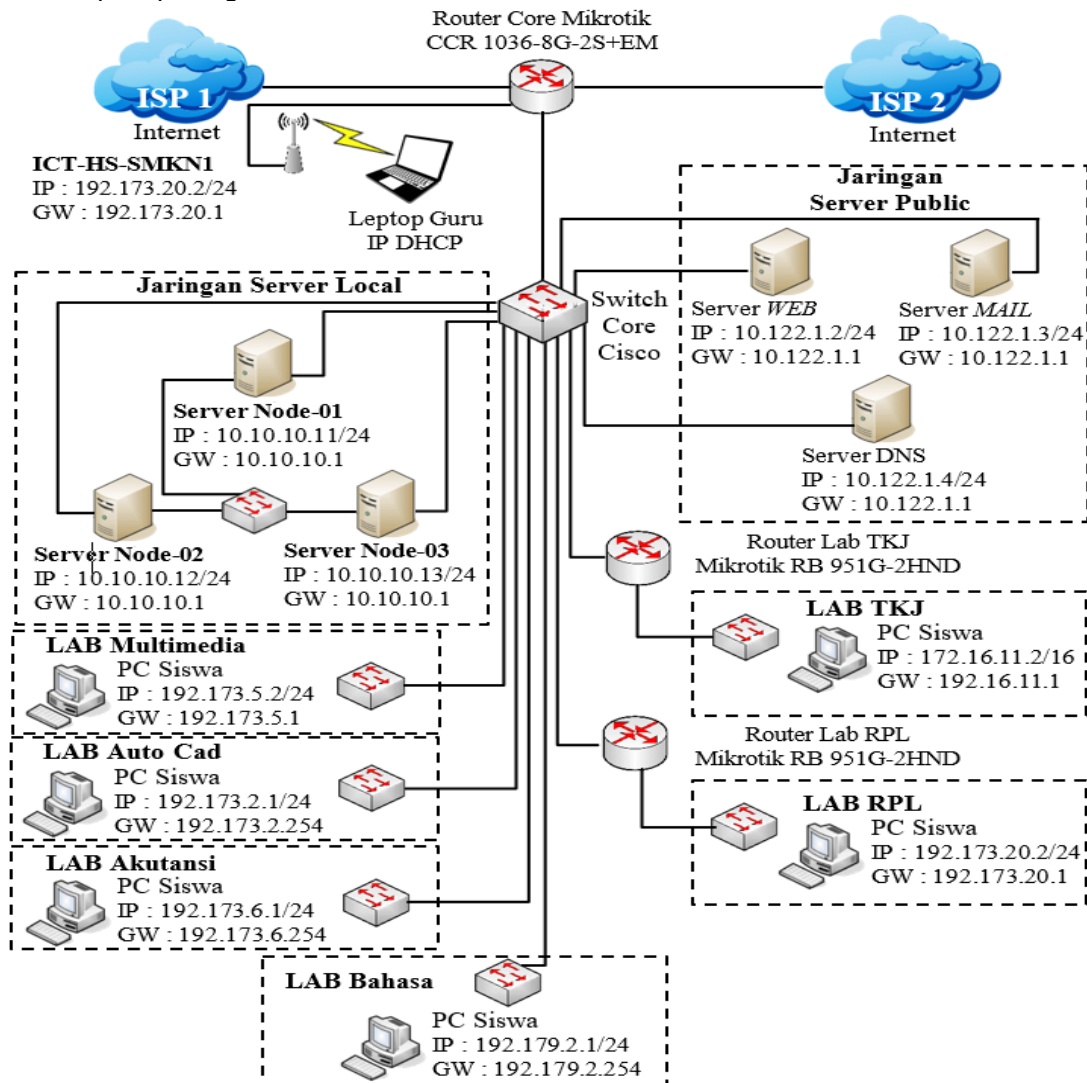 Router Core Mikrotik
CCR 1036-8G-2S+EM
ISP 1
Internet
ISP 2
Internet
ICT-HS-SMKN1
IP : 192.173.20.2/24
GW : 192.173.20.1
Leptop Guru
IP DHCP
Jaringan
Server Public
Server WEB
IP : 10.122.1.2/24
GW : 10.122.1.1
Server MAIL
IP : 10.122.1.3/24
GW : 10.122.1.1
Server DNS
IP : 10.122.1.4/24
GW : 10.122.1.1
Switch
Core
Cisco
Jaringan Server Local
Server Node-01
IP : 10.10.10.11/24
GW : 10.10.10.1
Server Node-02
IP : 10.10.10.12/24
GW : 10.10.10.1
Server Node-03
IP : 10.10.10.13/24
GW : 10.10.10.1
Router Lab TKJ
Mikrotik RB 951G-2HND
LAB TKJ
PC Siswa
IP : 172.16.11.2/16
GW : 192.16.11.1
LAB Multimedia
PC Siswa
IP : 192.173.5.2/24
GW : 192.173.5.1
Router Lab RPL
Mikrotik RB 951G-2HND
LAB RPL
PC Siswa
IP : 192.173.20.2/24
GW : 192.173.20.1
LAB Auto Cad
PC Siswa
IP : 192.173.2.1/24
GW : 192.173.2.254
LAB Akutansi
PC Siswa
IP : 192.173.6.1/24
GW : 192.173.6.254
LAB Bahasa
PC Siswa
IP : 192.179.2.1/24
GW : 192.179.2.254